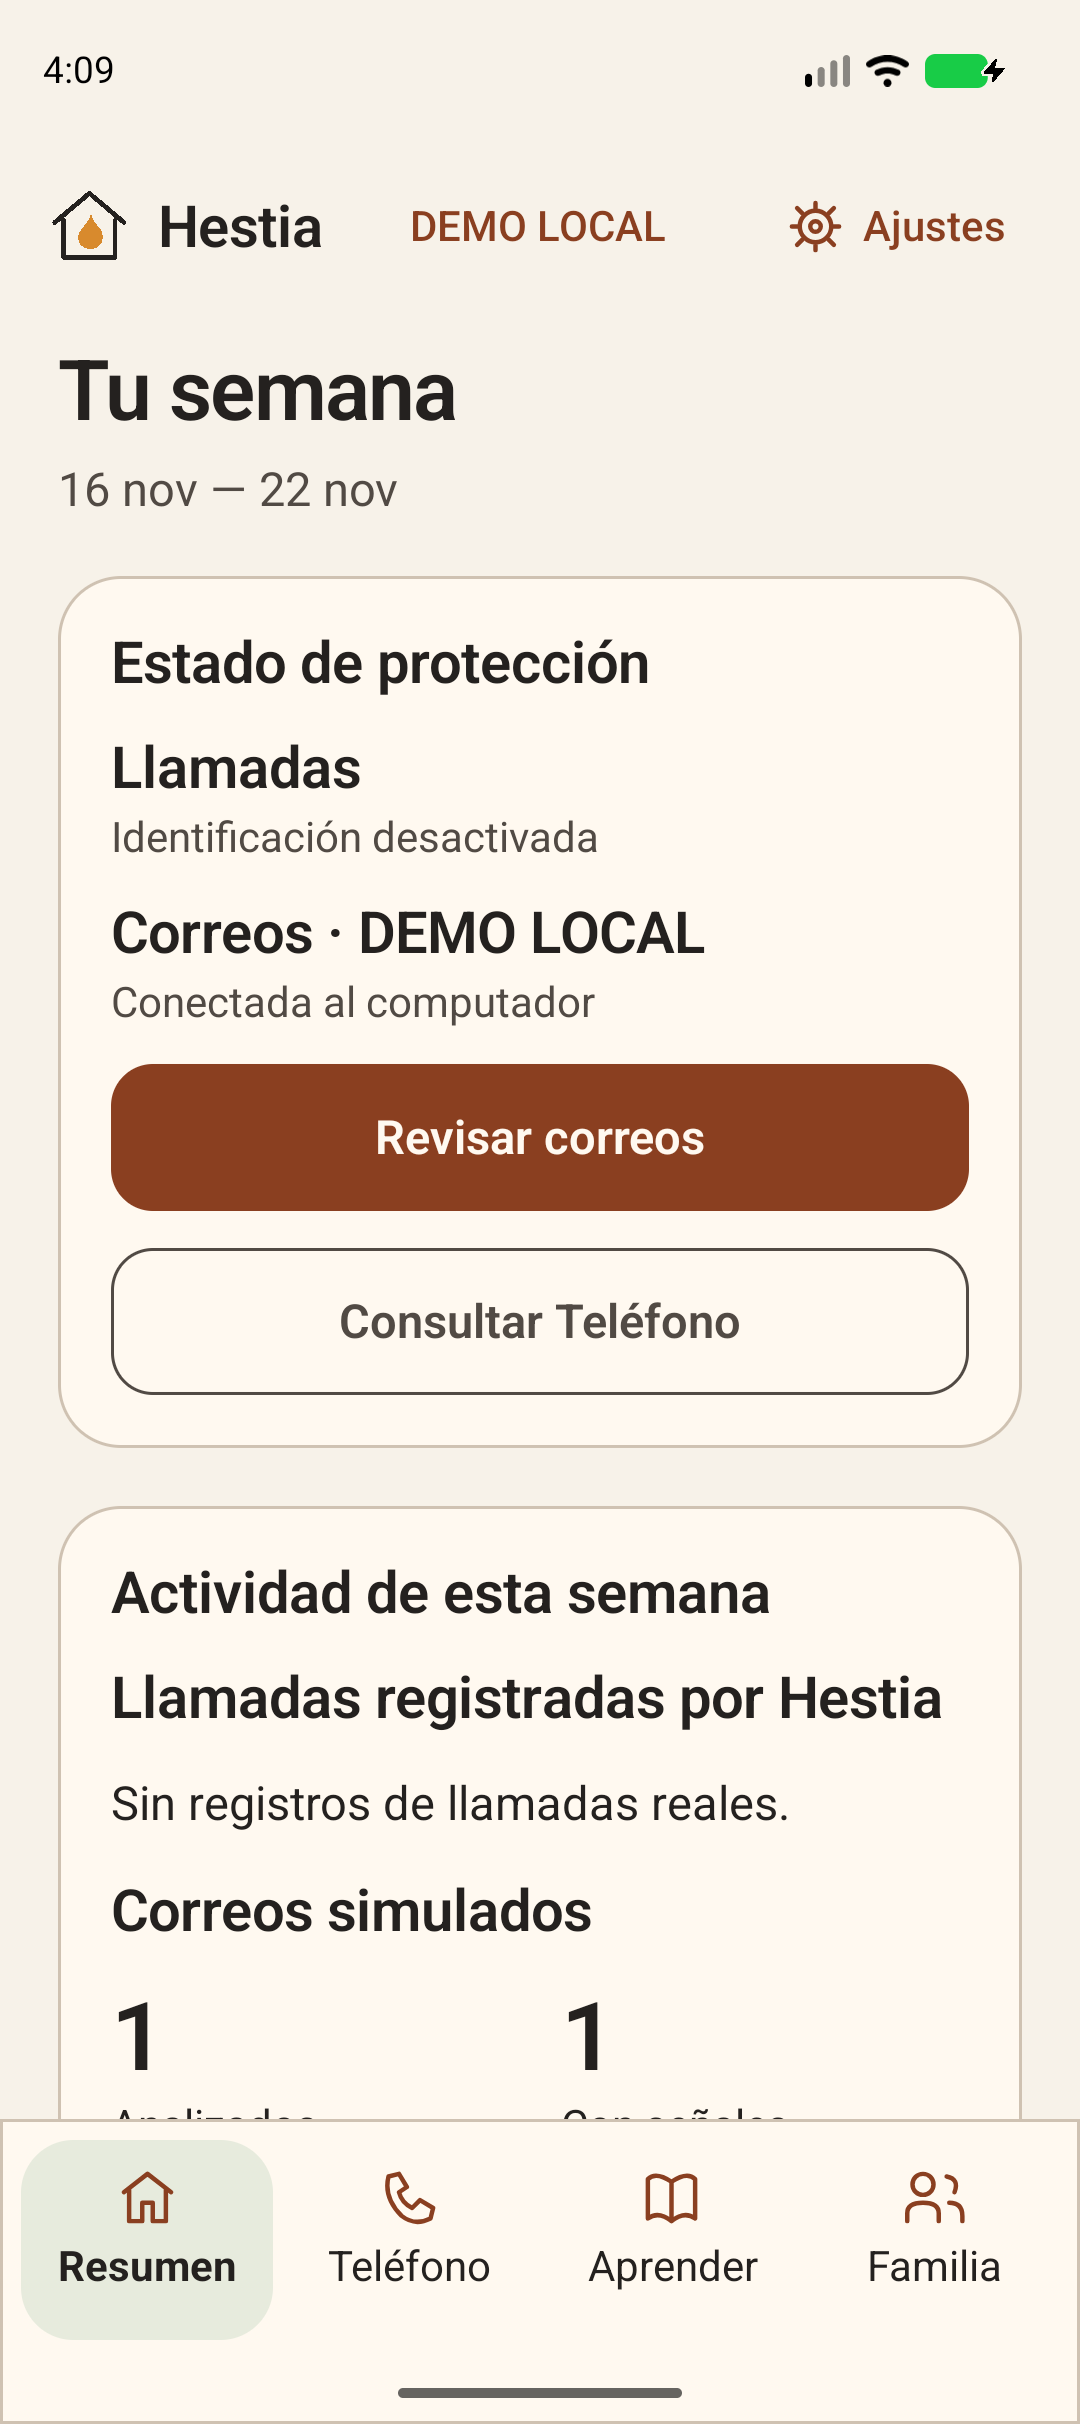 4:09
Hestia
DEMO LOCAL
Ajustes
Tu semana
16 nov — 22 nov
Estado de protección
Llamadas
Identificación desactivada
Correos · DEMO LOCAL
Conectada al computador
Revisar correos
Consultar Teléfono
Actividad de esta semana
Llamadas registradas por Hestia
Sin registros de llamadas reales.
Correos simulados
1 1
Resumen
Teléfono
Aprender
Familia